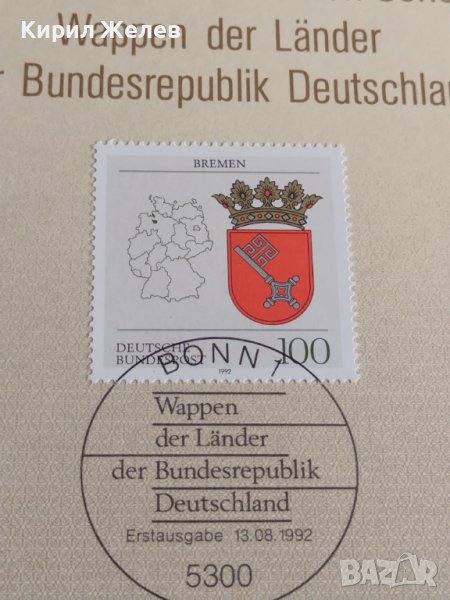 Кирил Желев
Wappen der Länder
Bundesrepublik Deutschla
BREMEN
DEUTSCHE
BUNDESPOST
100
1992
BONN 1
Wappen
der Länder
der Bundesrepublik
Deutschland
Erstausgabe 13.08.1992
5300
BAZAR